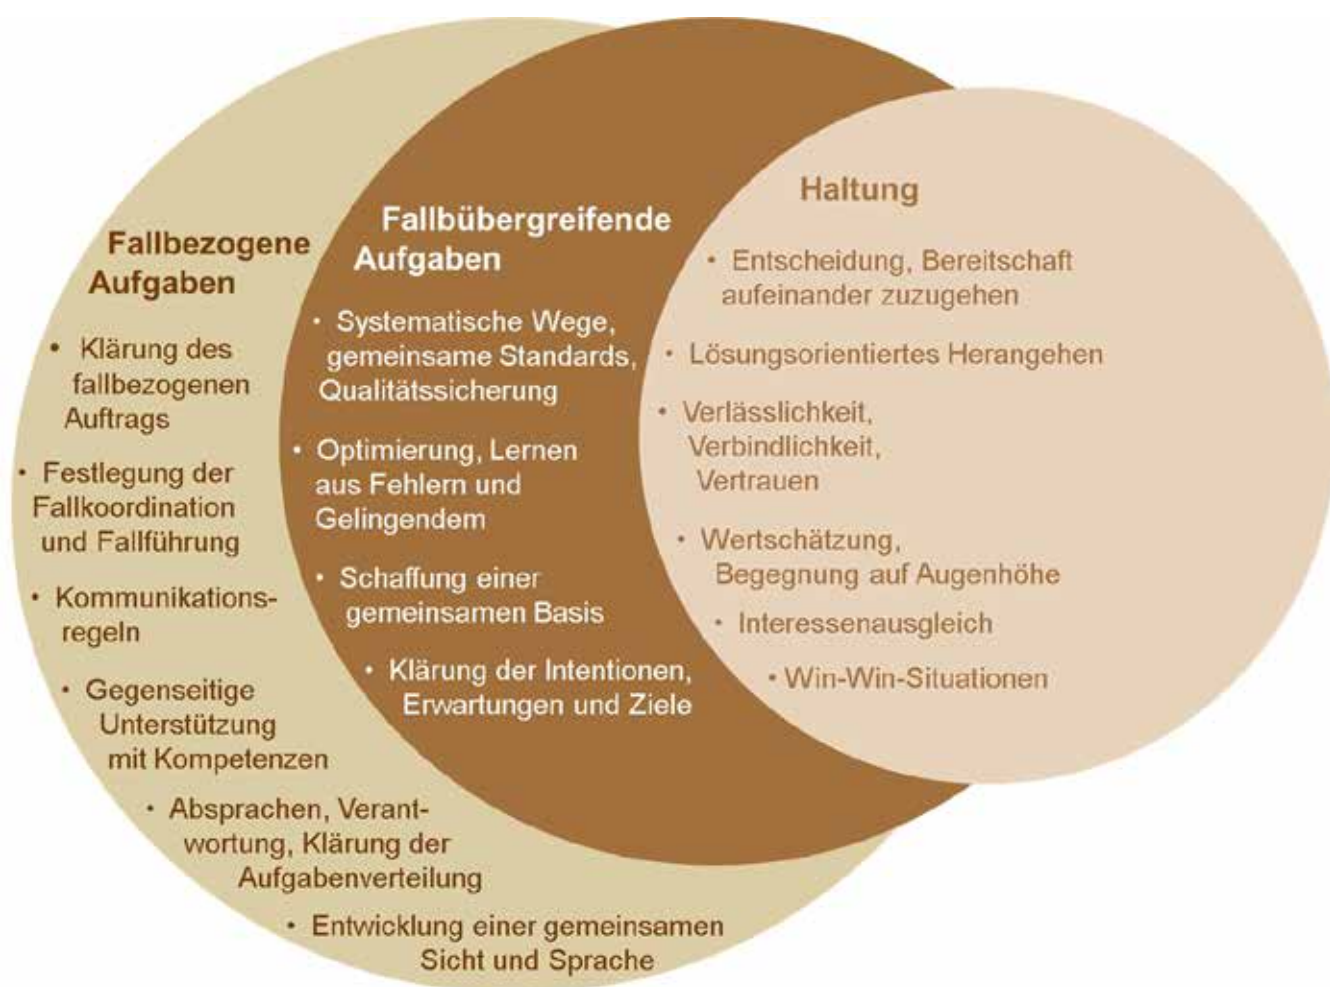 Fallbezogene
Aufgaben
• Klärung des
fallbezogenen
Auftrags
• Festlegung der
Fallkoordination
und Fallführung
• Kommunikations-
regeln
• Gegenseitige
Unterstützung
mit Kompetenzen
• Absprachen, Verant-
wortung, Klärung der
Aufgabenverteilung
• Entwicklung einer gemeinsamen
Sicht und Sprache
Fallübergreifende
Aufgaben
• Systematische Wege,
gemeinsame Standards,
Qualitätssicherung
• Optimierung, Lernen
aus Fehlern und
Gelingendem
• Schaffung einer
gemeinsamen Basis
• Klärung der Intentionen,
Erwartungen und Ziele
Haltung
• Entscheidung, Bereitschaft
aufeinander zuzugehen
• Lösungsorientiertes Herangehen
• Verlässlichkeit,
Verbindlichkeit,
Vertrauen
• Wertschätzung,
Begegnung auf Augenhöhe
• Interessenausgleich
• Win-Win-Situationen